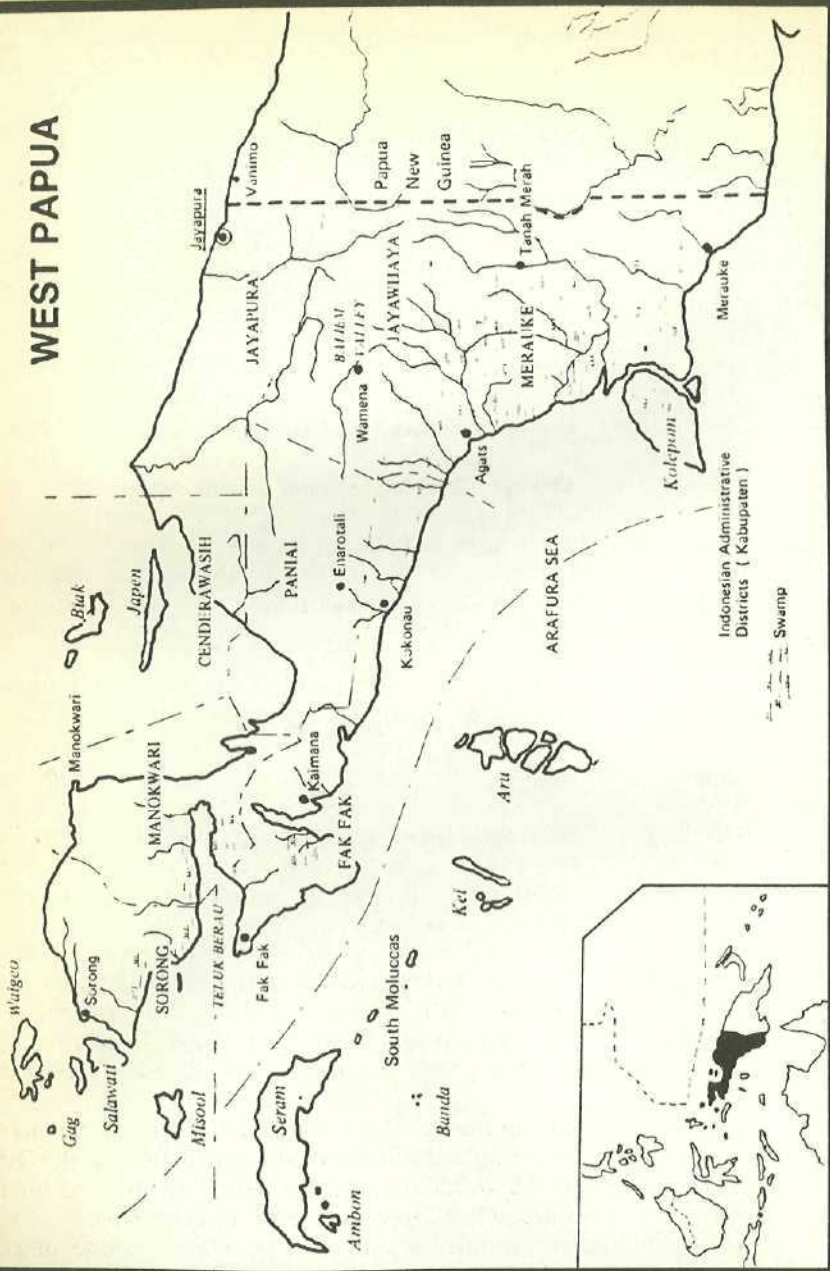 WEST PAPUA
Waigeo
Gag
Salawati
Sorong
Misool
SORONG
MANOKWARI
Manokwari
Biak
Japen
CENDERAWASIH
TELUK BERAU
Fak Fak
FAK FAK
Kaimana
Seram
Ambon
Banda
South Moluccas
Kei
Aru
PANIAI
Enarotali
Kokonau
JAYAPURA
Jayapura
Vanimo
BALIEM
VALLEY
Wamena
JAYAWIJAYA
Papua
New
Guinea
Tanah Merah
Agats
MERAUKE
Merauke
Kolepom
ARAFURA SEA
Indonesian Administrative
Districts ( Kabupaten )
Swamp